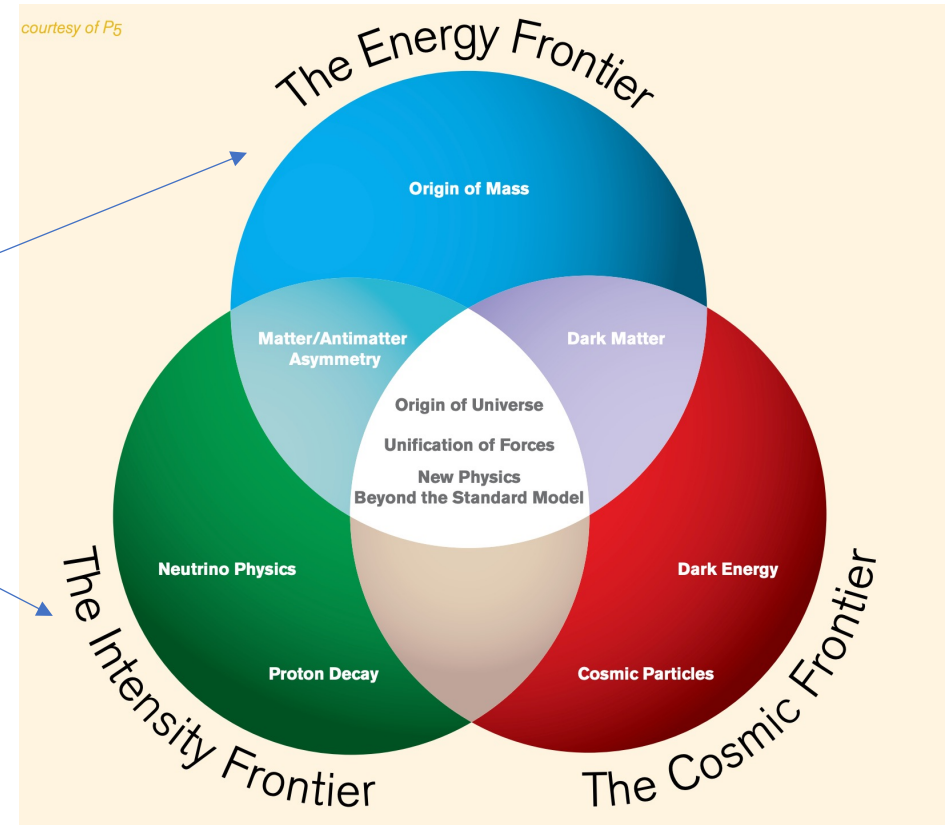 courtesy of P5
The Energy Frontier
Origin of Mass
Matter/Antimatter
Asymmetry
Dark Matter
Origin of Universe
Unification of Forces
New Physics
Beyond the Standard Model
Neutrino Physics
Dark Energy
Proton Decay
Cosmic Particles
The Intensity Frontier
The Cosmic Frontier